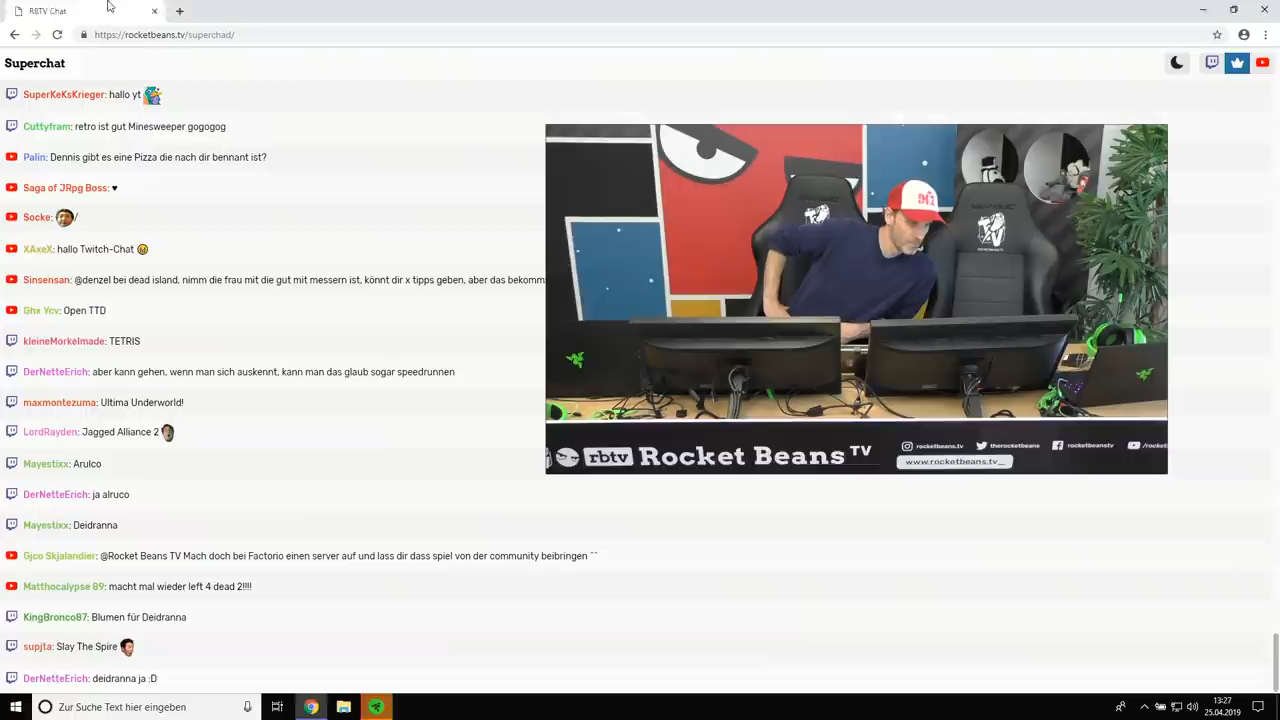 RBTV Chat
https://rocketbeans.tv/superchad/
Superchat
SuperKeKsKrieger: hallo yt
Cuttyfram: retro ist gut Minesweeper gogogog
Palin: Dennis gibt es eine Pizza die nach dir bennant ist?
Saga of JRpg Boss: ♥
Socke: /
XAxeX: hallo Twitch-Chat
Sinsensan: @denzel bei dead island, nimm die frau mit die gut mit messern ist, könnt dir x tipps geben, aber das bekomm
Ghx Ycv: Open TTD
kleineMorkelmade: TETRIS
DerNetteErich: aber kann gehen, wenn man sich auskennt, kann man das glaub sogar speedrunnen
maxmontezuma: Ultima Underworld!
LordRayden: Jagged Alliance 2
Mayestixx: Arulco
DerNetteErich: ja alruco
Mayestixx: Deidranna
Gjco Skjalandier: @Rocket Beans TV Mach doch bei Factorio einen server auf und lass dir dass spiel von der community beibringen ^^
Matthocalypse 89: macht mal wieder left 4 dead 2!!!!
KingBronco87: Blumen für Deidranna
supjta: Slay The Spire
DerNetteErich: deidranna ja :D
rbtv Rocket Beans TV
rocketbeans.tv therocketbeans rocketbeanstv /rocket
www.rocketbeans.tv_
Zur Suche Text hier eingeben
13:27
25.04.2019